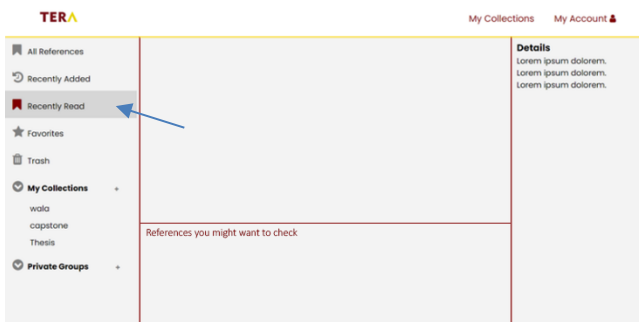 TERA
My Collections
My Account
All References
Recently Added
Recently Read
Favorites
Trash
My Collections +
wala
capstone
Thesis
Private Groups +
References you might want to check
Details
Lorem ipsum dolorem.
Lorem ipsum dolorem.
Lorem ipsum dolorem.